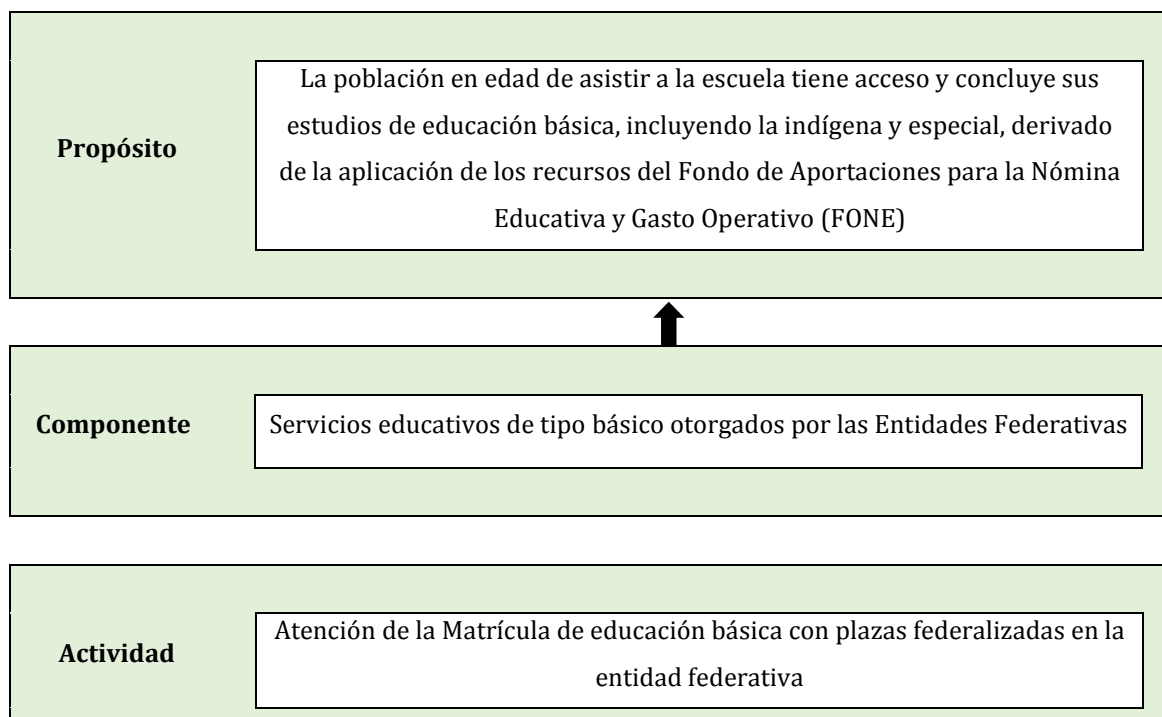 La población en edad de asistir a la escuela tiene acceso y concluye sus
estudios de educación básica, incluyendo la indígena y especial, derivado
Propósito
de la aplicación de los recursos del Fondo de Aportaciones para la Nómina
Educativa y Gasto Operativo (FONE)
Componente
Servicios educativos de tipo básico otorgados por las Entidades Federativas
Actividad
Atención de la Matrícula de educación básica con plazas federalizadas en la
entidad federativa